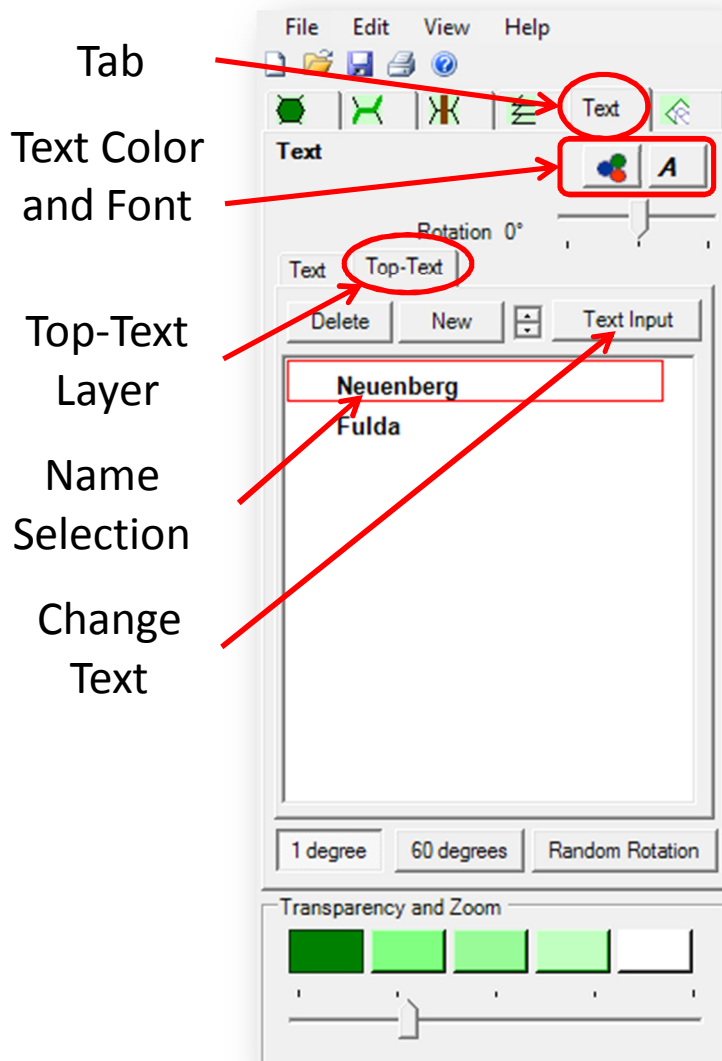 File Edit View Help
Tab
Text
Text Color
and Font
Text
A
Rotation 0°
Text Top-Text
Top-Text
Layer
Delete New Text Input
Neuenberg
Fulda
Name
Selection
Change
Text
1 degree 60 degrees Random Rotation
Transparency and Zoom